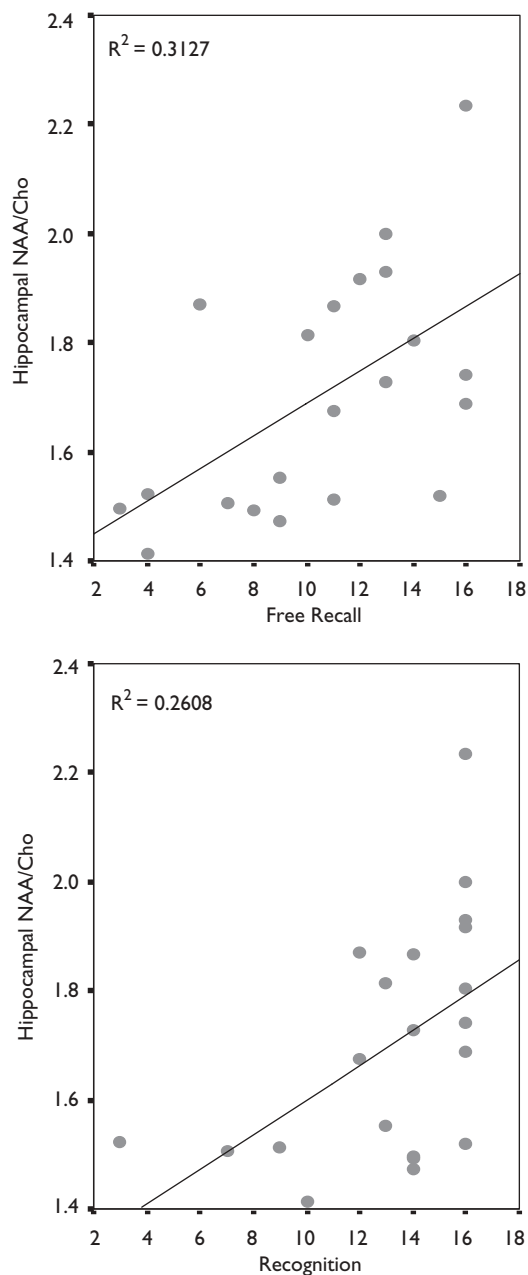 2.4
R² = 0.3127
2.2
2.0
1.8
1.6
1.4
Hippocampal NAA/Cho
2 4 6 8 10 12 14 16 18
Free Recall
2.4
R² = 0.2608
2.2
2.0
1.8
1.6
1.4
Hippocampal NAA/Cho
2 4 6 8 10 12 14 16 18
Recognition